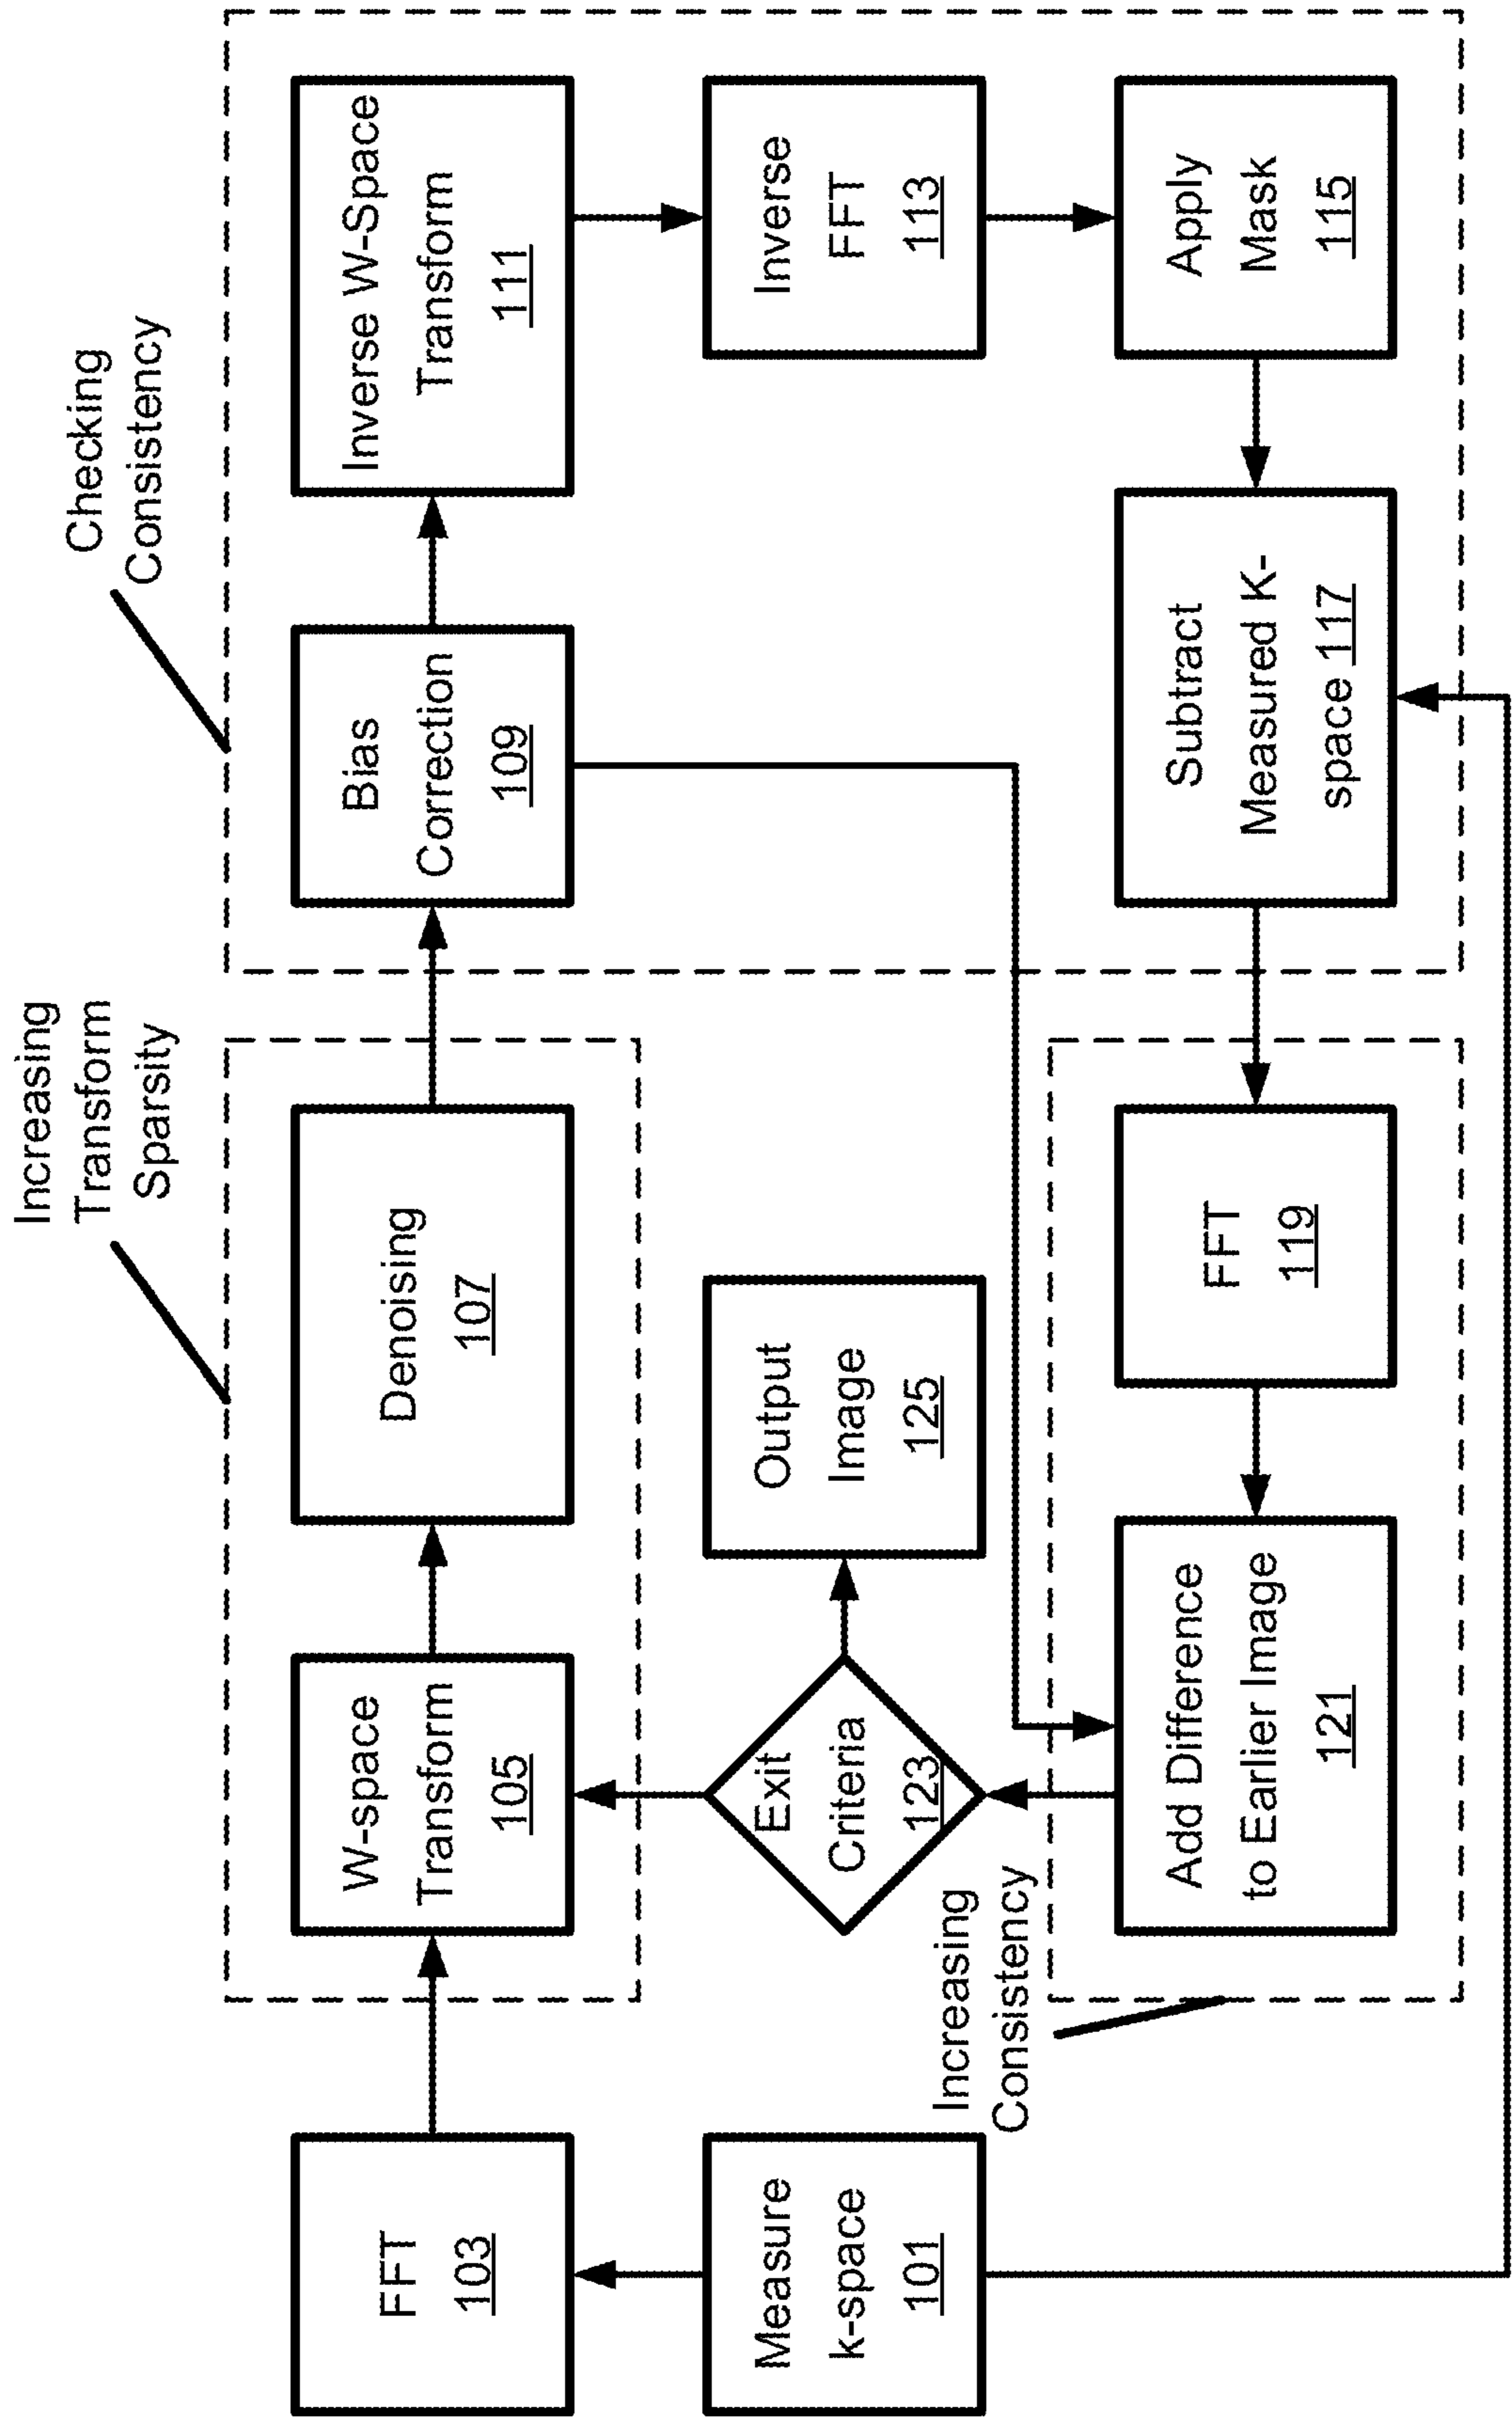 Increasing
Transform
Sparsity
Checking
Consistency
FFT
103
W-space
Transform
105
Denoising
107
Bias
Correction
109
Inverse W-Space
Transform
111
Measure
k-space
101
Exit
Criteria
123
Output
Image
125
Inverse
FFT
113
Increasing
Consistency
Add Difference
to Earlier Image
121
FFT
119
Subtract
Measured K-
space 117
Apply
Mask
115